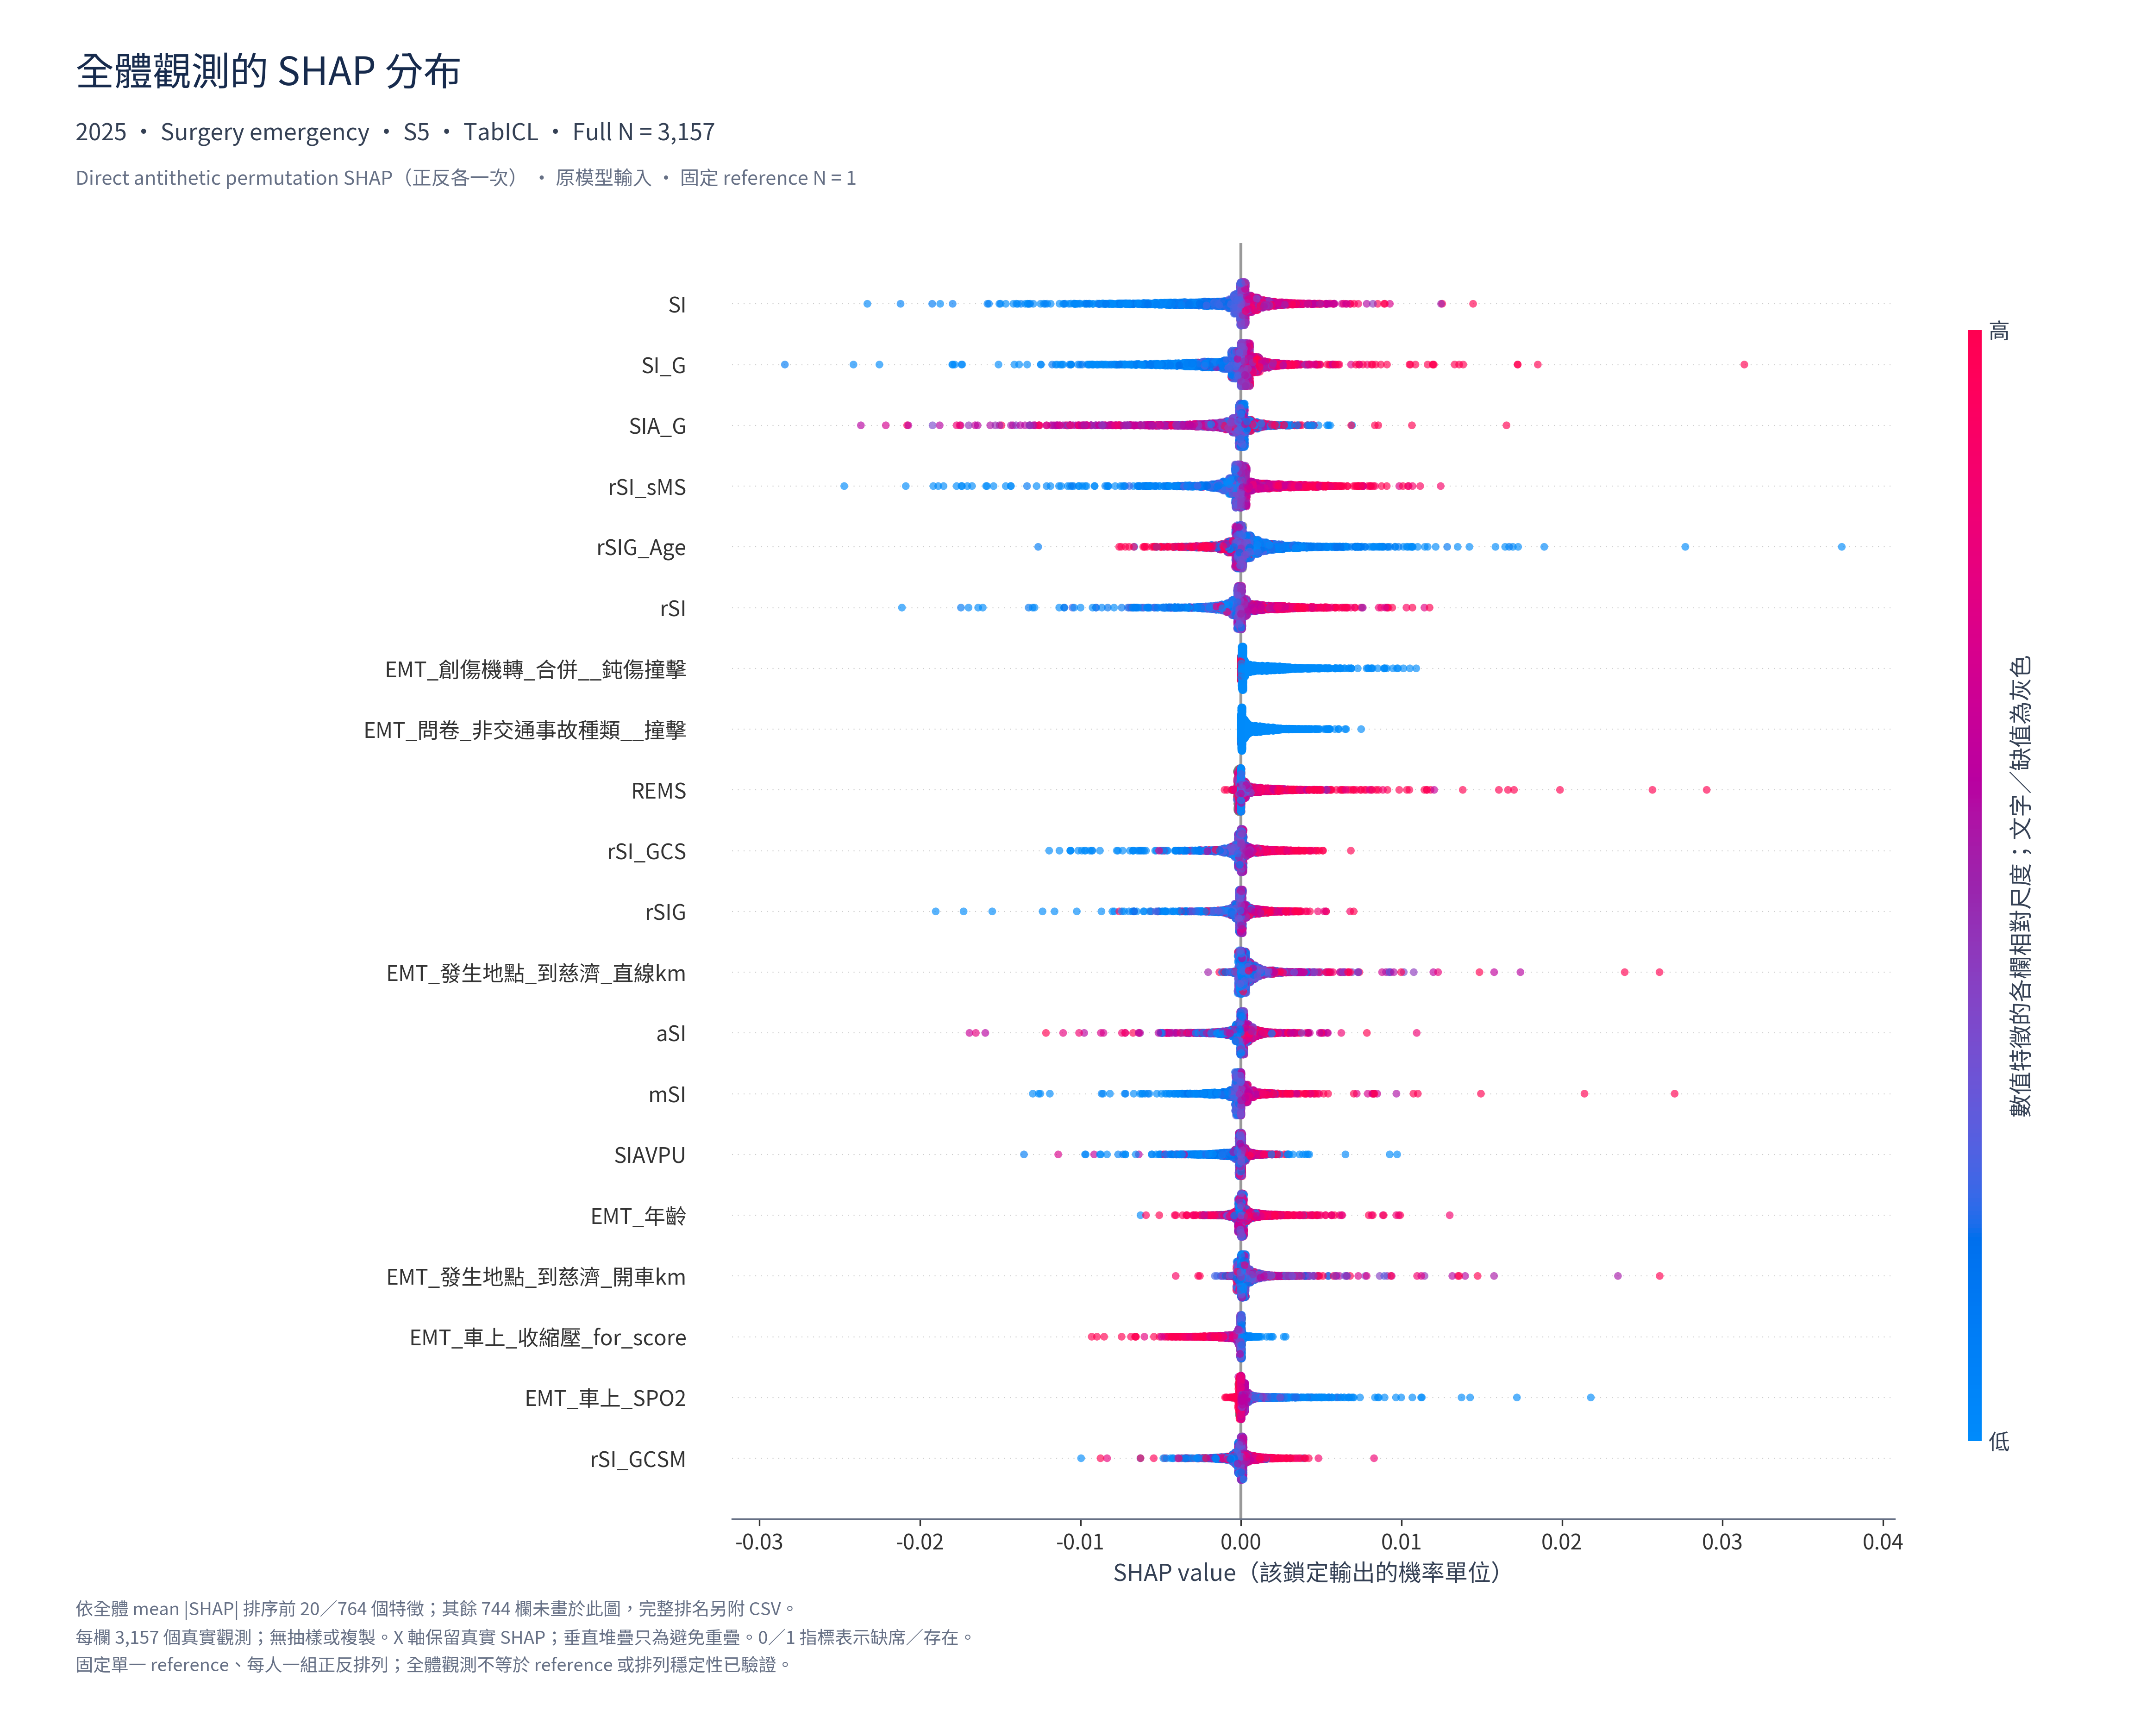 全體觀測的 SHAP 分布
2025 • Surgery emergency • S5 • TabICL • Full N = 3,157
Direct antithetic permutation SHAP（正反各一次） • 原模型輸入 • 固定 reference N = 1
SI
SI_G
SIA_G
rSI_sMS
rSIG_Age
rSI
EMT_創傷機轉_合併__鈍傷撞擊
EMT_問卷_非交通事故種類__撞擊
REMS
rSI_GCS
rSIG
EMT_發生地點_到慈濟_直線km
aSI
mSI
SIAVPU
EMT_年齡
EMT_發生地點_到慈濟_開車km
EMT_車上_收縮壓_for_score
EMT_車上_SPO2
rSI_GCSM
-0.03 -0.02 -0.01 0.00 0.01 0.02 0.03 0.04
SHAP value（該鎖定輸出的機率單位）
高
數值特徵的各欄相對尺度；文字／缺值為灰色
低
依全體 mean |SHAP| 排序前 20／764 個特徵；其餘 744 欄未畫於此圖，完整排名另附 CSV。
每欄 3,157 個真實觀測；無抽樣或複製。X 軸保留真實 SHAP；垂直堆疊只為避免重疊。0／1 指標表示缺席／存在。
固定單一 reference、每人一組正反排列；全體觀測不等於 reference 或排列穩定性已驗證。